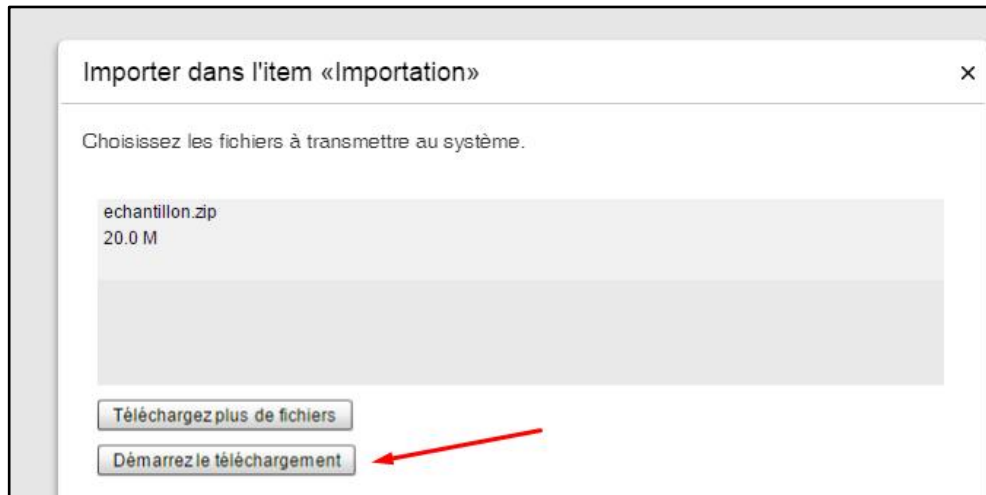 Importer dans l'item «Importation»
×
Choisissez les fichiers à transmettre au système.
echantillon.zip
20.0 M
Téléchargez plus de fichiers
Démarrez le téléchargement